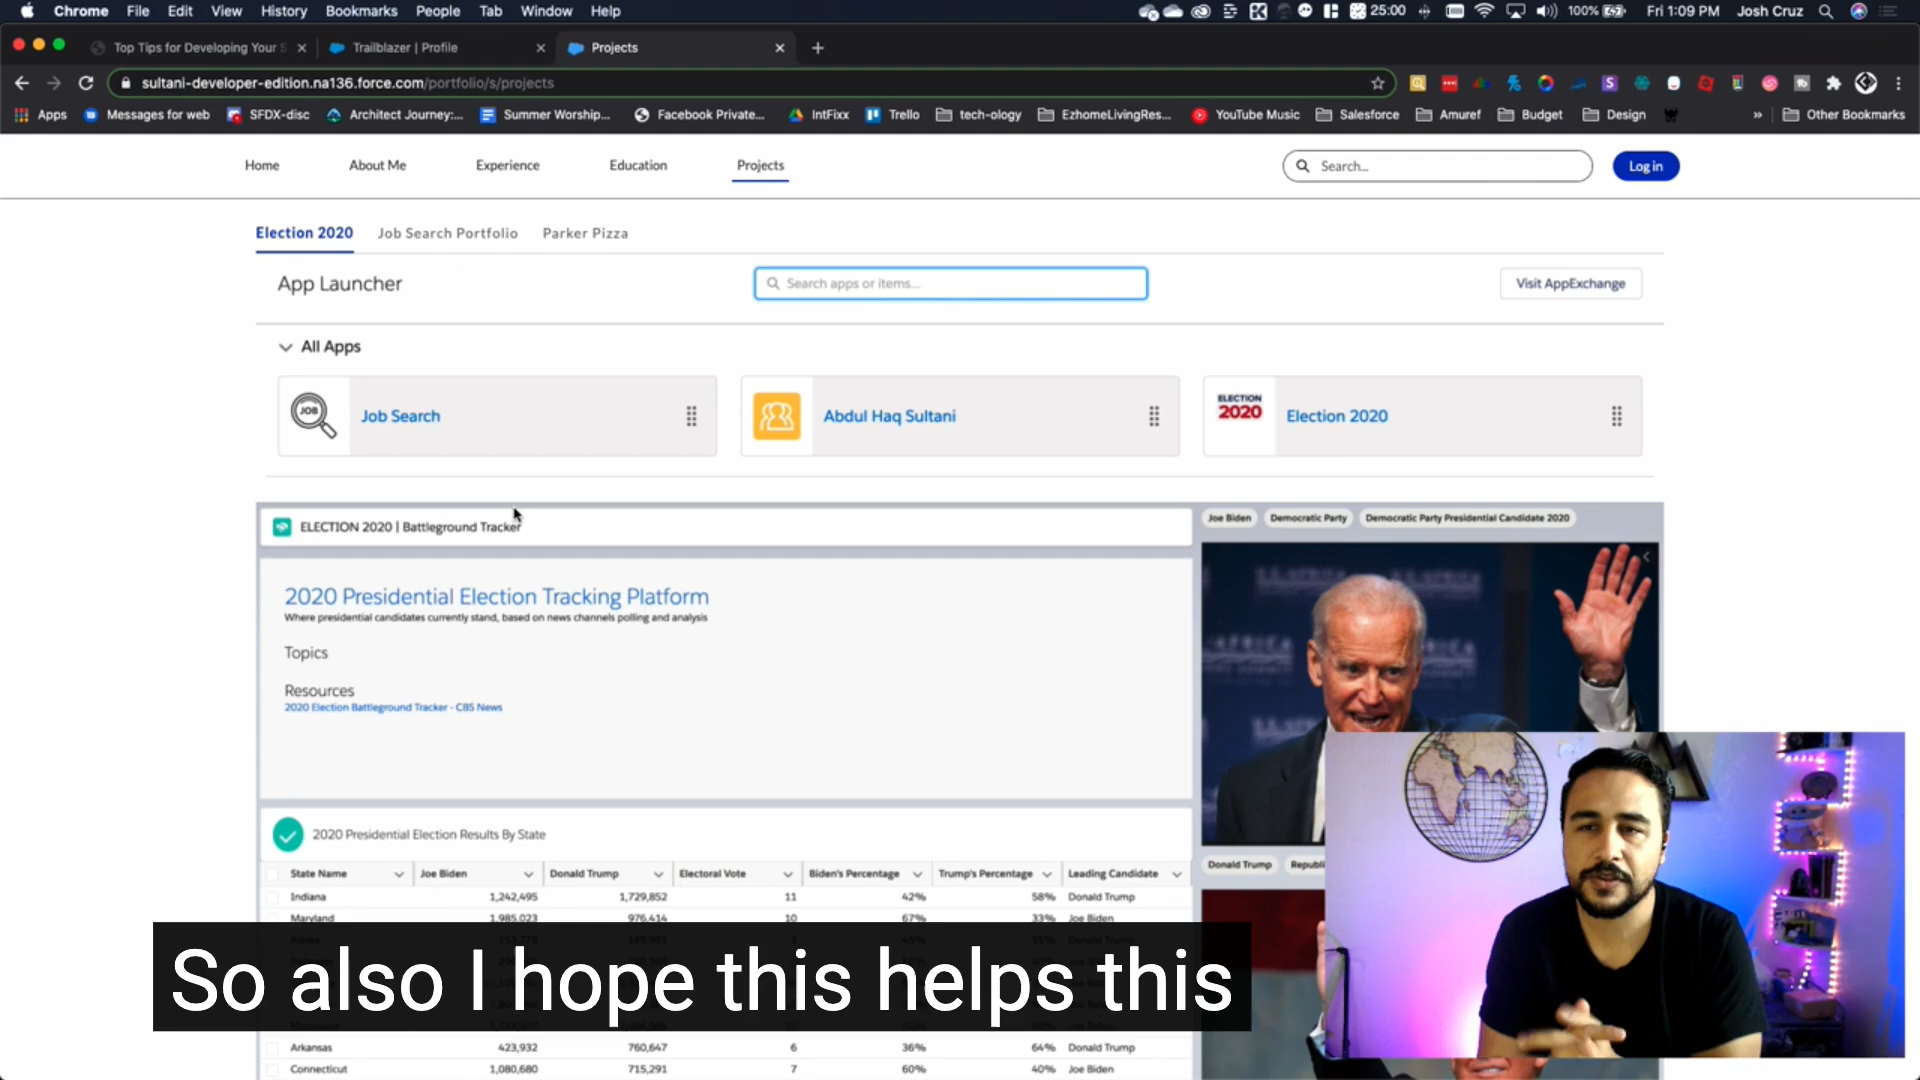 Chrome File Edit View History Bookmarks People Tab Window Help 25:00 100% Fri 1:09 PM Josh Cruz
Top Tips for Developing Your S Trailblazer | Profile Projects
sultani-developer-edition.na136.force.com/portfolio/s/projects
Apps Messages for web SFDX-disc Architect Journey:... Summer Worship... Facebook Private... IntFixx Trello tech-ology EzhomeLivingRes... YouTube Music Salesforce Amuref Budget Design » Other Bookmarks
Home About Me Experience Education Projects Search... Log in
Election 2020 Job Search Portfolio Parker Pizza
App Launcher Search apps or items... Visit AppExchange
All Apps
JOB Job Search Abdul Haq Sultani ELECTION 2020 Election 2020
ELECTION 2020 | Battleground Tracker
Joe Biden Democratic Party Democratic Party Presidential Candidate 2020
2020 Presidential Election Tracking Platform
Where presidential candidates currently stand, based on news channels polling and analysis
Topics
Resources
2020 Election Battleground Tracker - CBS News
2020 Presidential Election Results By State
Donald Trump
State Name Joe Biden Donald Trump Electoral Vote Biden's Percentage Trump's Percentage Leading Candidate
Indiana 1,242,495 1,729,852 11 42% 58% Donald Trump
Maryland 1,985,023 976,414 10 67% 33% Joe Biden
So also I hope this helps this
Arkansas 423,932 760,647 6 36% 64% Donald Trump
Connecticut 1,080,680 715,291 7 60% 40% Joe Biden